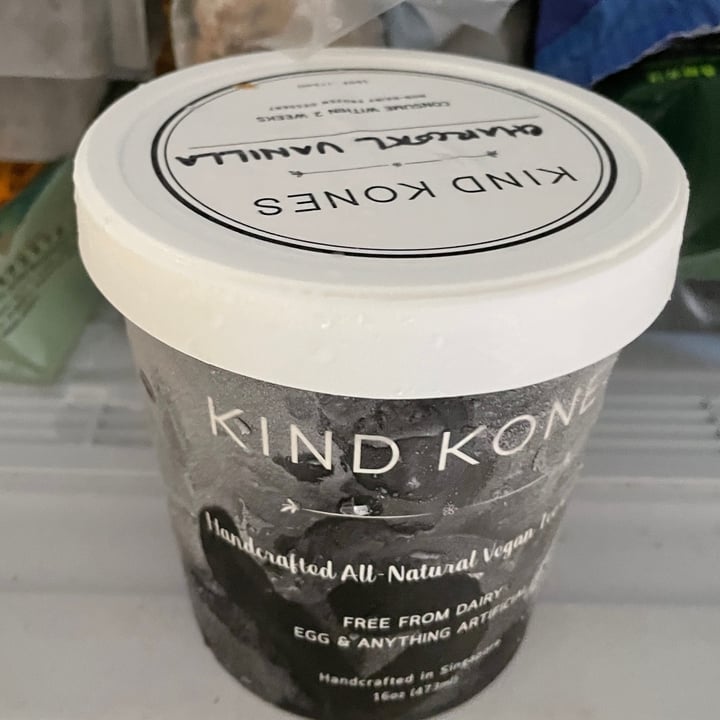 KIND KONES
CHARCOAL VANILLA
CONSUME WITHIN 2 WEEKS
NON-DAIRY FROZEN DESSERT
KIND KONE
Handcrafted All-Natural Vegan
FREE FROM DAIRY
EGG & ANYTHING ARTIFICIAL
Handcrafted in Singapore
16oz (473ml)